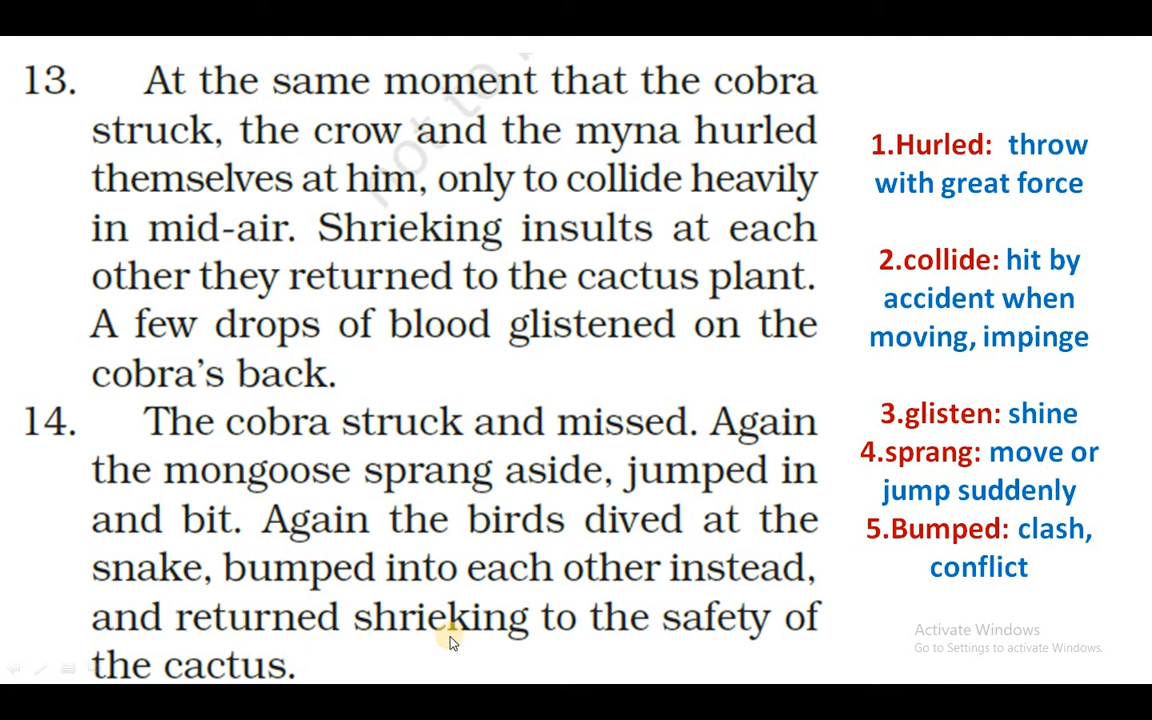 13. At the same moment that the cobra
struck, the crow and the myna hurled
themselves at him, only to collide heavily
in mid-air. Shrieking insults at each
other they returned to the cactus plant.
A few drops of blood glistened on the
cobra's back.
14. The cobra struck and missed. Again
the mongoose sprang aside, jumped in
and bit. Again the birds dived at the
snake, bumped into each other instead,
and returned shrieking to the safety of
the cactus.
not to
1.Hurled: throw
with great force
2.collide: hit by
accident when
moving, impinge
3.glisten: shine
4.sprang: move or
jump suddenly
5.Bumped: clash,
conflict
Activate Windows
Go to Settings to activate Windows.